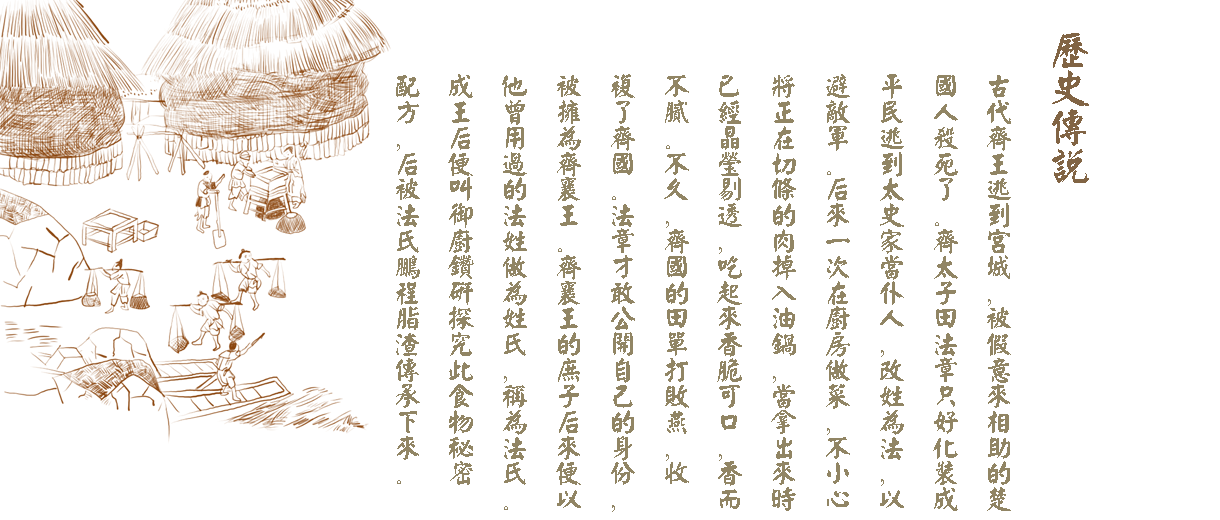 歷史傳説
古代齊王逃到宮城,被假意來相助的楚
國人殺死了。齊太子田法章只好化裝成
平民逃到太史家當仆人,改姓為法,以
避敵軍。后來一次在廚房做菜,不小心
將正在切條的肉掉入油鍋,當拿出來時
已經晶瑩剔透,吃起來香脆可口,香而
不膩。不久,齊國的田單打敗燕,收
複了齊國。法章才敢公開自己的身份,
被擁為齊襄王。齊襄王的庶子后來便以
他曾用過的法姓做為姓氏,稱為法氏。
成王后便叫御廚鑽研探究此食物秘密
配方,后被法氏鵬程脂渣傳承下來。